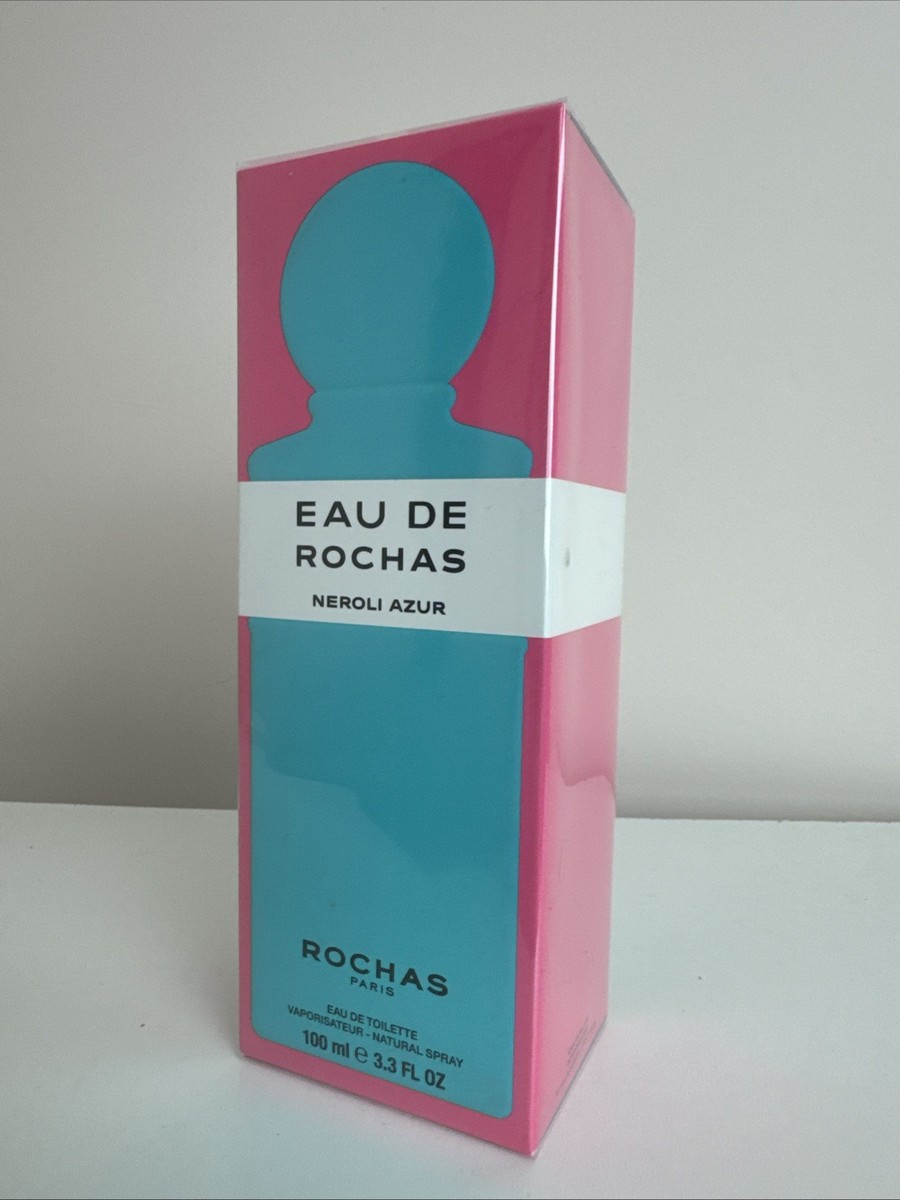 EAU DE
ROCHAS
NEROLI AZUR
ROCHAS
PARIS
EAU DE TOILETTE
VAPORISATEUR - NATURAL SPRAY
100 ml ℮ 3.3 FL OZ